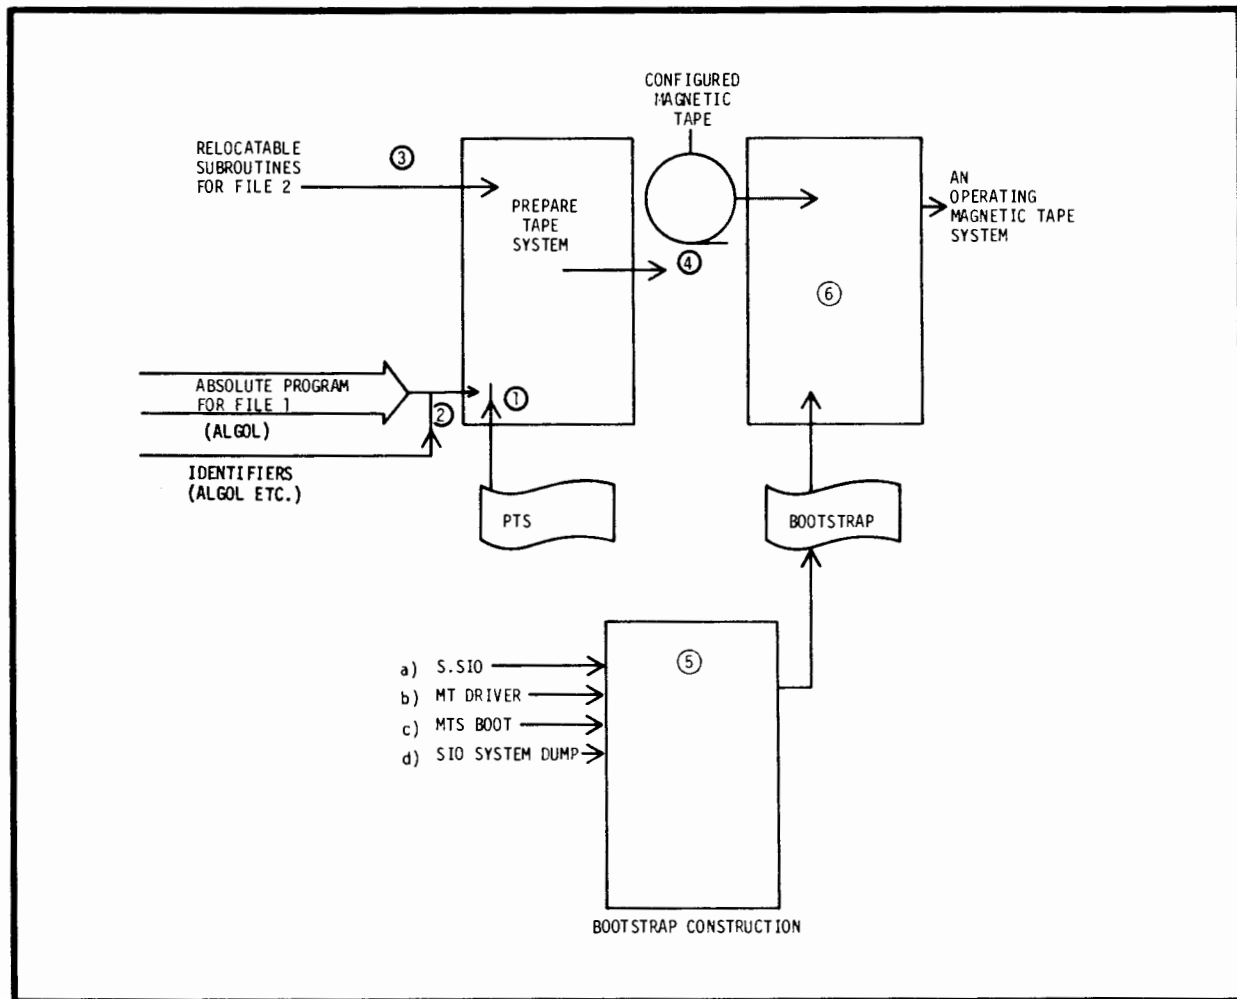 CONFIGURED
MAGNETIC
TAPE
RELOCATABLE
SUBROUTINES
FOR FILE 2
3
PREPARE
TAPE
SYSTEM
4
AN
OPERATING
MAGNETIC TAPE
SYSTEM
6
ABSOLUTE PROGRAM
FOR FILE 1
(ALGOL)
2
1
IDENTIFIERS
(ALGOL ETC.)
PTS
BOOTSTRAP
5
a) S.SIO
b) MT DRIVER
c) MTS BOOT
d) SIO SYSTEM DUMP
BOOTSTRAP CONSTRUCTION